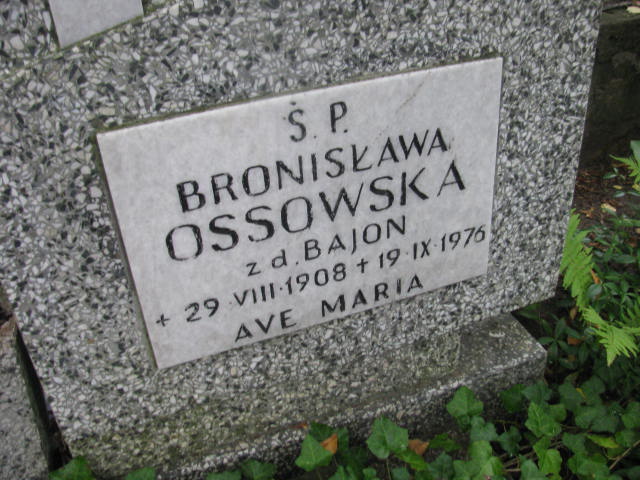 Ś.P.
BRONISŁAWA
OSSOWSKA
z d. BAJON
+ 29 VIII·1908 + 19·IX·1976
AVE MARIA